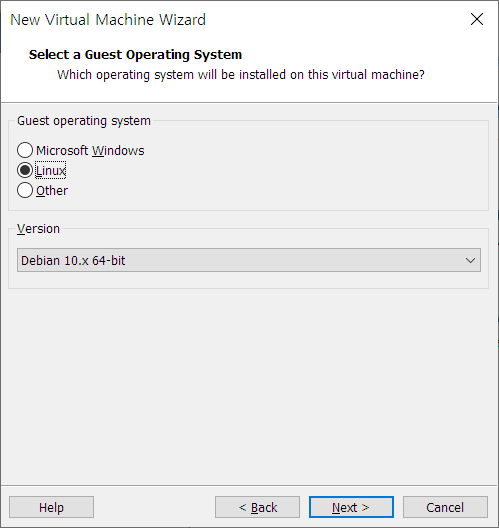 New Virtual Machine Wizard
Select a Guest Operating System
Which operating system will be installed on this virtual machine?
Guest operating system
Microsoft Windows
Linux
Other
Version
Debian 10.x 64-bit
Help
< Back
Next >
Cancel